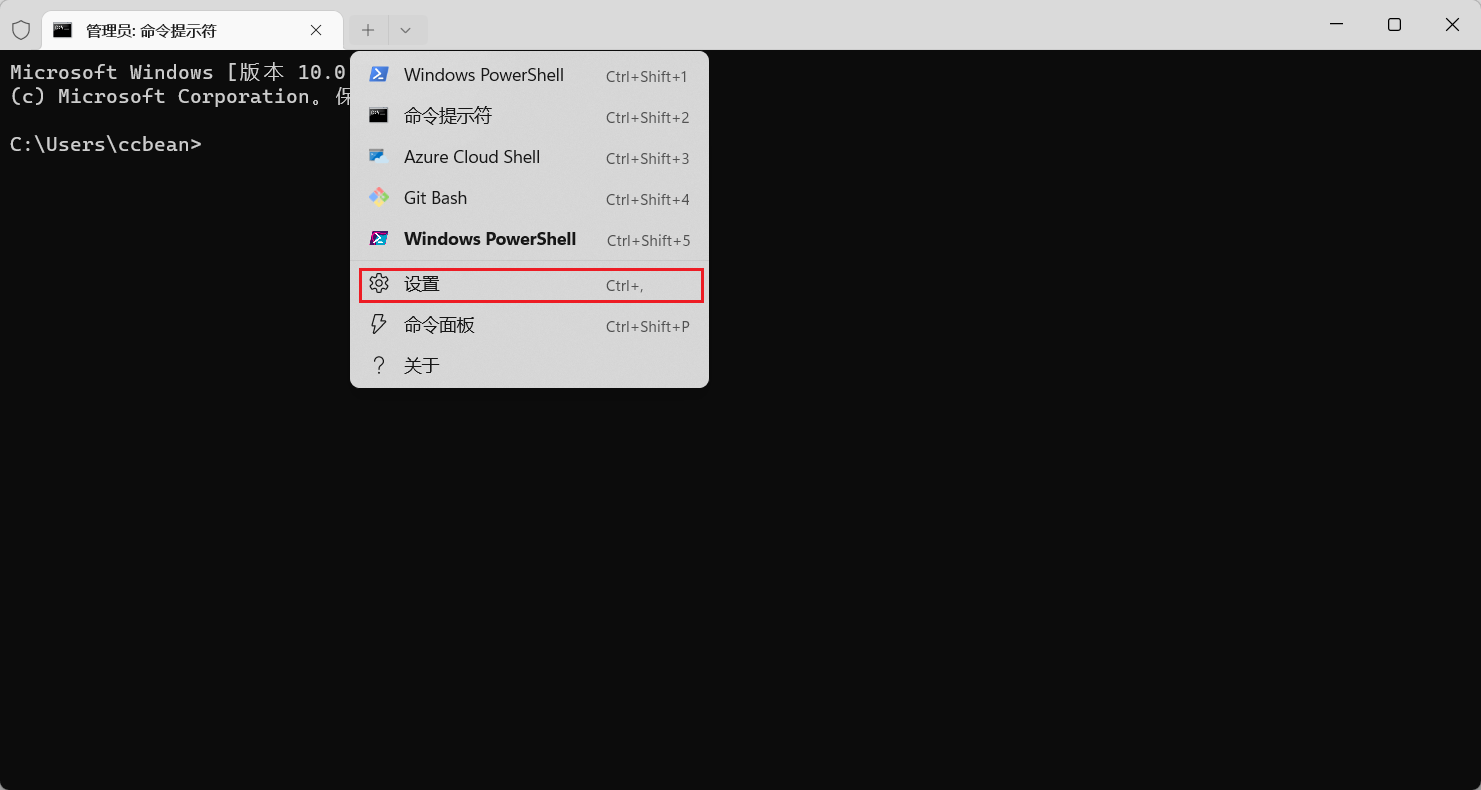 管理员: 命令提示符
Microsoft Windows [版本 10.0
(c) Microsoft Corporation。保
C:\Users\ccbean>
Windows PowerShell Ctrl+Shift+1
命令提示符 Ctrl+Shift+2
Azure Cloud Shell Ctrl+Shift+3
Git Bash Ctrl+Shift+4
Windows PowerShell Ctrl+Shift+5
设置 Ctrl+,
命令面板 Ctrl+Shift+P
关于